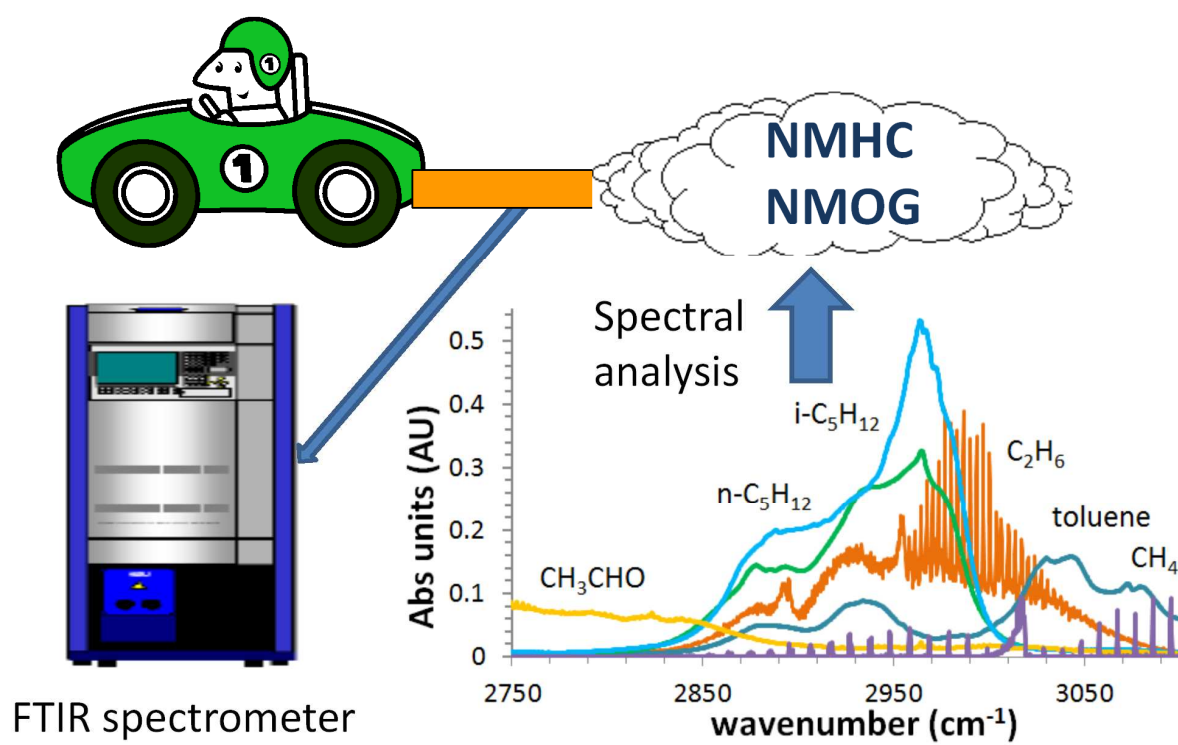 1
1
NMHC
NMOG
Spectral
analysis
0.5
0.4
0.3
0.2
0.1
0
Abs units (AU)
i-C₅H₁₂
C₂H₆
n-C₅H₁₂
toluene
CH₄
CH₃CHO
2750
2850
2950
3050
wavenumber (cm⁻¹)
FTIR spectrometer